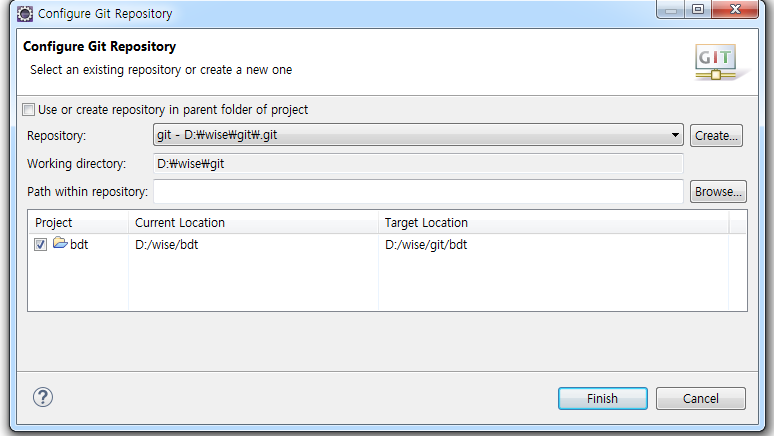 Configure Git Repository
Configure Git Repository
Select an existing repository or create a new one
GIT
Use or create repository in parent folder of project
Repository: git - D:₩wise₩git₩.git Create...
Working directory: D:₩wise₩git
Path within repository: Browse...
Project Current Location Target Location
bdt D:/wise/bdt D:/wise/git/bdt
? Finish Cancel